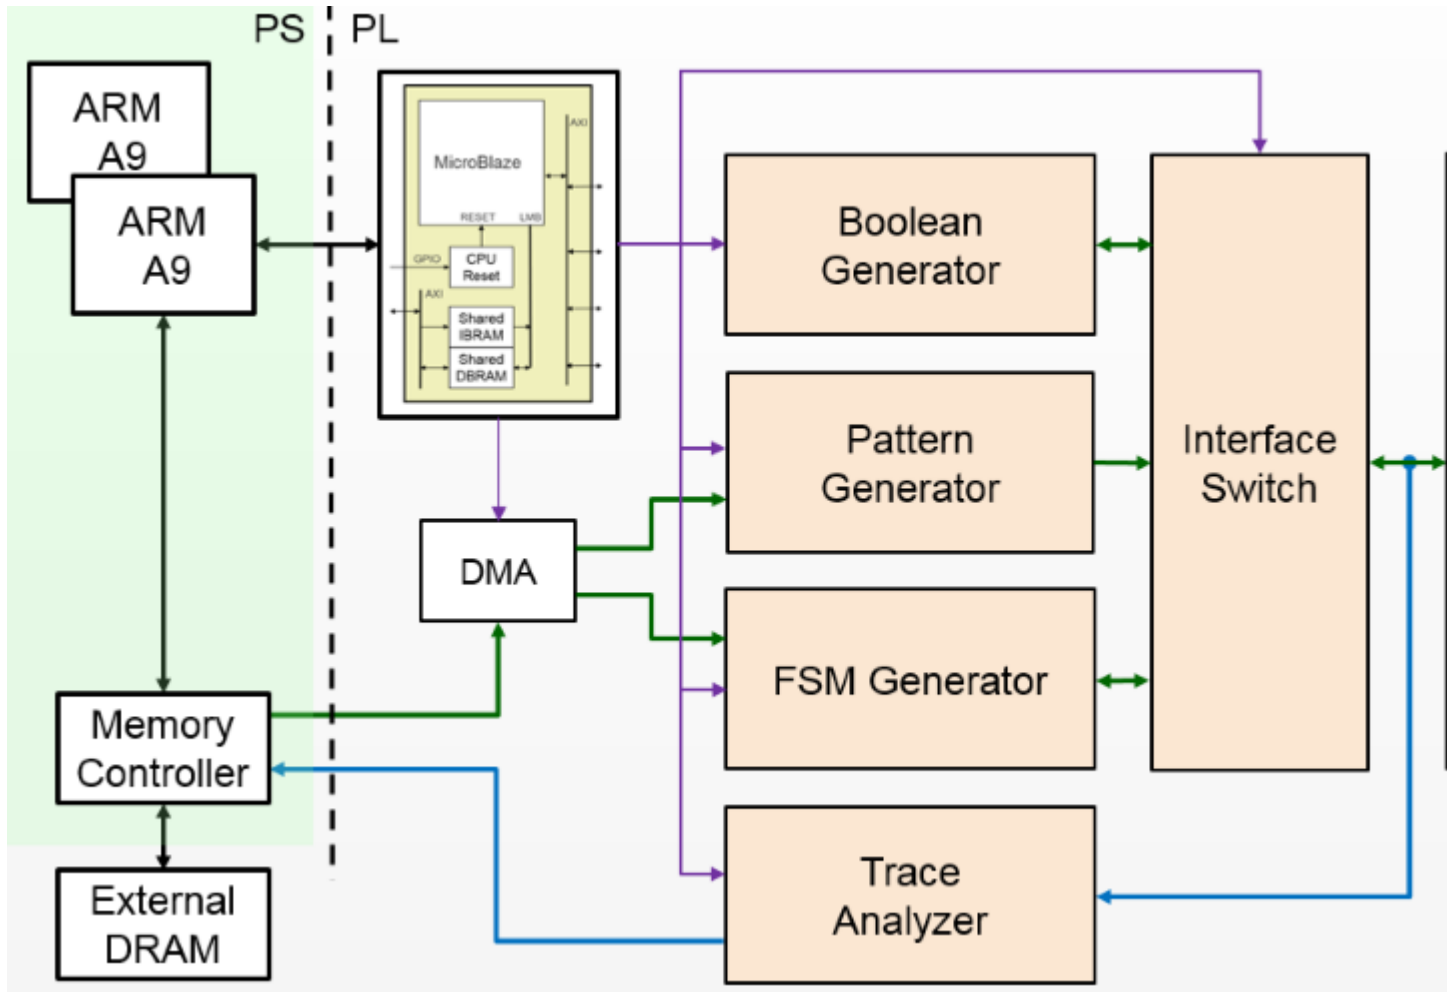 PS
PL
ARM
A9
ARM
A9
MicroBlaze
RESET
LMB
AXI
GPIO
CPU
Reset
AXI
Shared
IBRAM
Shared
DBRAM
Boolean
Generator
Pattern
Generator
Interface
Switch
DMA
FSM Generator
Memory
Controller
Trace
Analyzer
External
DRAM